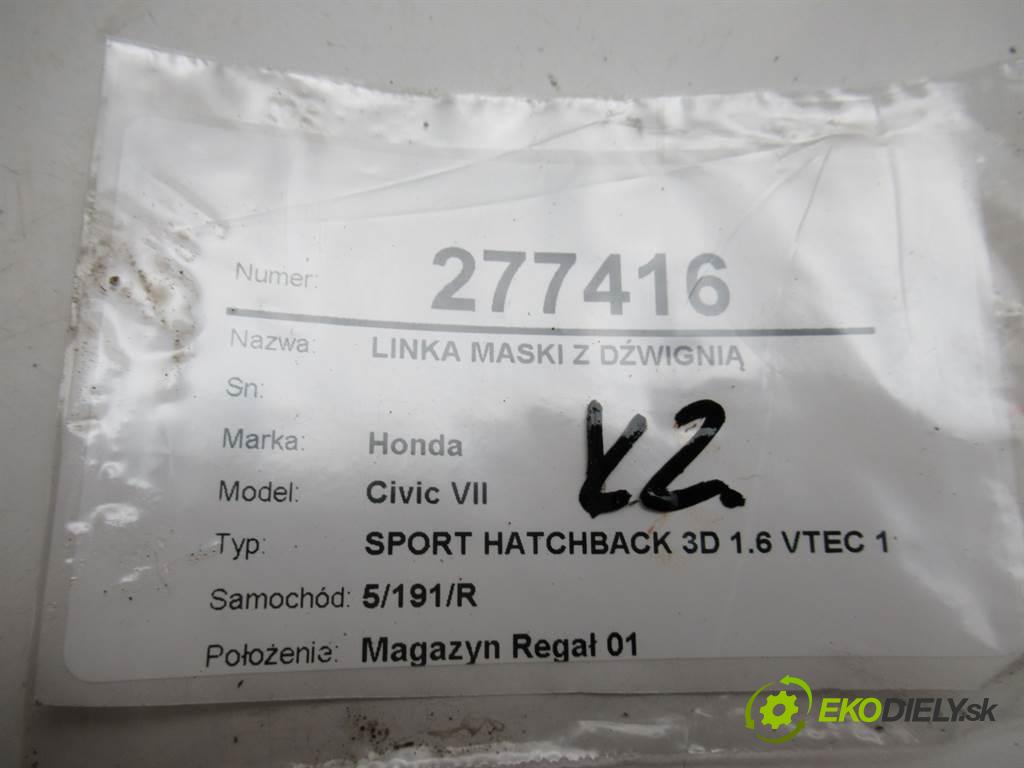 Numer: 277416
Nazwa: LINKA MASKI Z DŹWIGNIĄ
Sn:
Marka: Honda
Model: Civic VII
Typ: SPORT HATCHBACK 3D 1.6 VTEC 1
Samochód: 5/191/R
Położenie: Magazyn Regał 01
K2
EKODIELY.sk